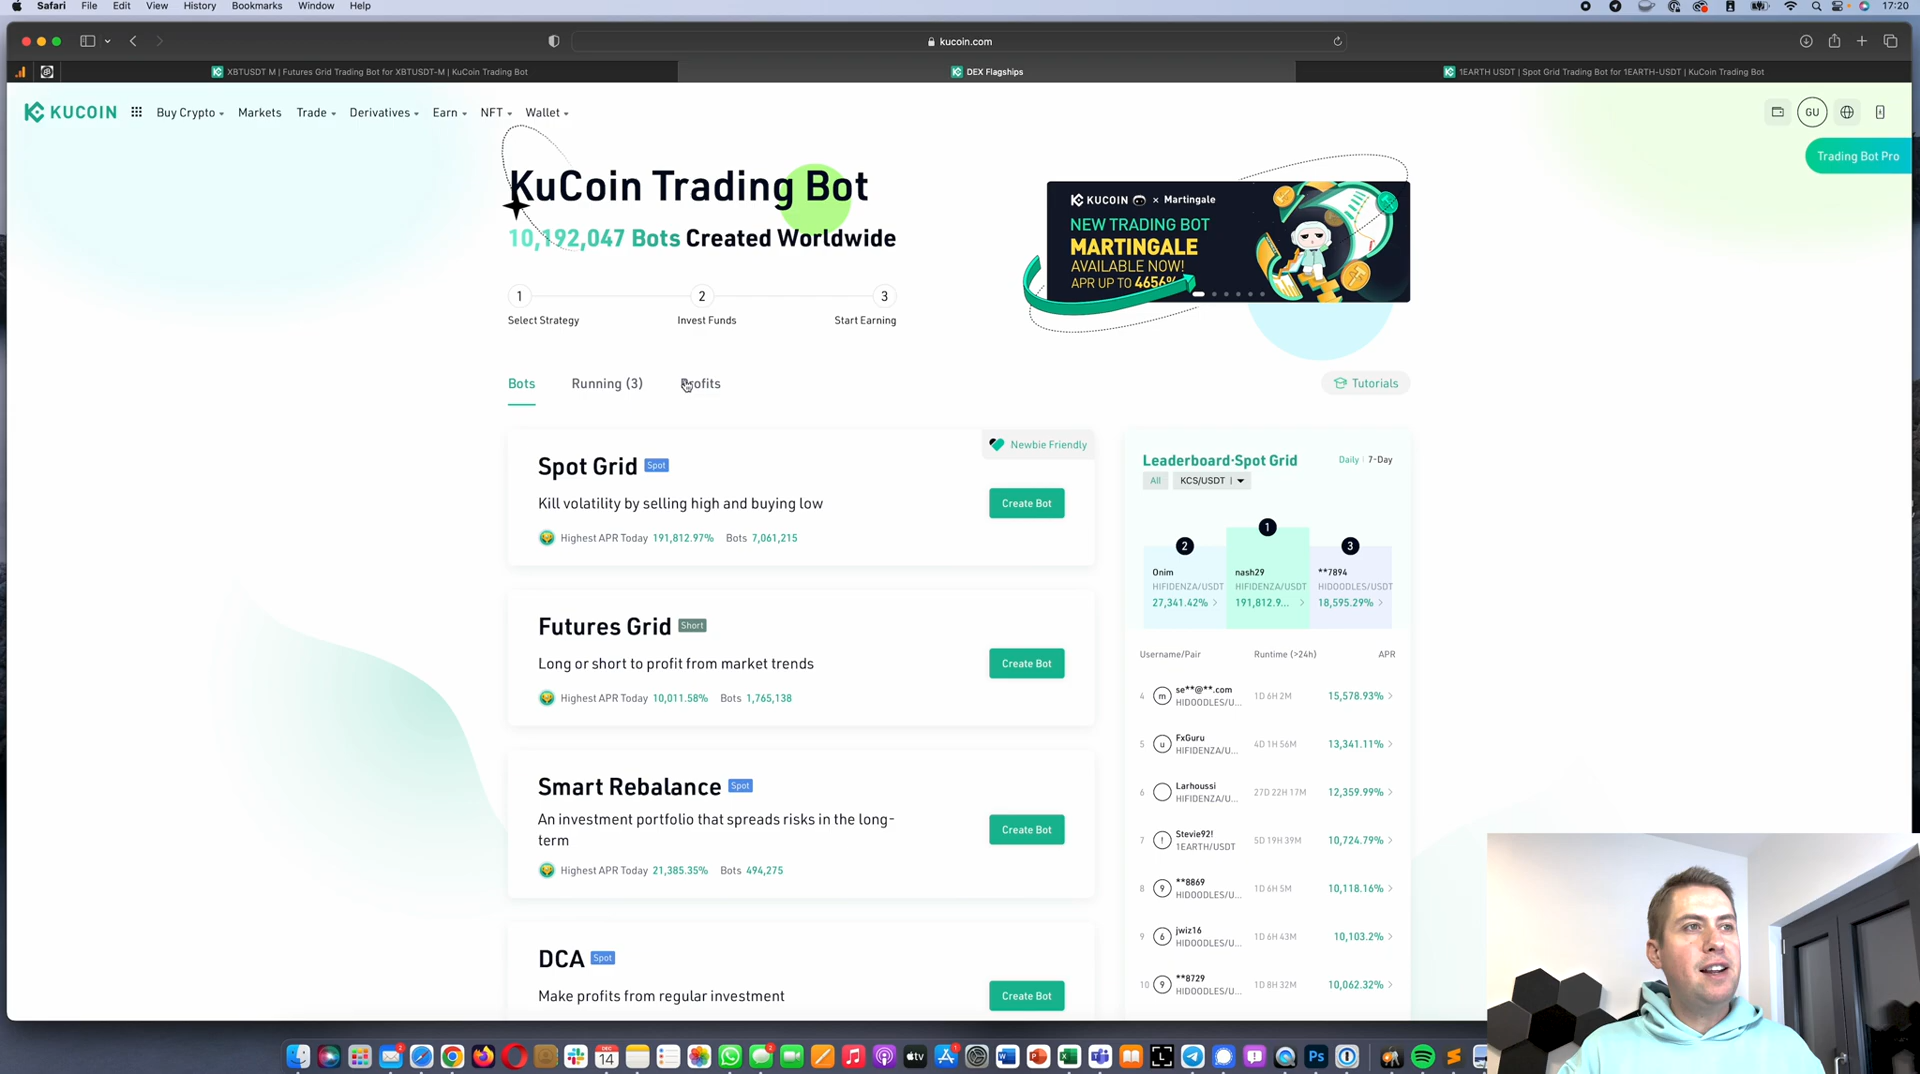 Safari File Edit View History Bookmarks Window Help 17:20
kucoin.com
XBTUSDT M | Futures Grid Trading Bot for XBTUSDT-M | KuCoin Trading Bot
DEX Flagships
1EARTH USDT | Spot Grid Trading Bot for 1EARTH-USDT | KuCoin Trading Bot
KUCOIN Buy Crypto Markets Trade Derivatives Earn NFT Wallet GU
Trading Bot Pro
KuCoin Trading Bot
10,192,047 Bots Created Worldwide
1 2 3
Select Strategy Invest Funds Start Earning
KUCOIN × Martingale
NEW TRADING BOT
MARTINGALE
AVAILABLE NOW!
APR UP TO 4656%
Bots Running (3) Profits Tutorials
Newbie Friendly
Spot Grid Spot
Kill volatility by selling high and buying low
Create Bot
Highest APR Today 191,812.97% Bots 7,061,215
Futures Grid Short
Long or short to profit from market trends
Create Bot
Highest APR Today 10,011.58% Bots 1,765,138
Smart Rebalance Spot
An investment portfolio that spreads risks in the long-
term
Create Bot
Highest APR Today 21,385.35% Bots 494,275
DCA Spot
Make profits from regular investment
Create Bot
Leaderboard·Spot Grid Daily | 7-Day
All KCS/USDT
2 1 3
Onim nash29 **7894
HIFIDENZA/USDT HIFIDENZA/USDT HIDOODLES/USDT
27,341.42% 191,812.9... 18,595.29%
Username/Pair Runtime (>24h) APR
4 m se**@**.com 1D 6H 2M 15,578.93%
HIDOODLES/U...
5 u FxGuru 4D 1H 56M 13,341.11%
HIFIDENZA/U...
6 Larhoussi 27D 22H 17M 12,359.99%
HIFIDENZA/U...
7 ! Stevie92! 5D 19H 39M 10,724.79%
1EARTH/USDT
8 9 **8869 1D 6H 5M 10,118.16%
HIDOODLES/U...
9 6 jwiz16 1D 6H 43M 10,103.2%
HIDOODLES/U...
10 9 **8729 1D 8H 32M 10,062.32%
HIDOODLES/U...
DEC
14
tv